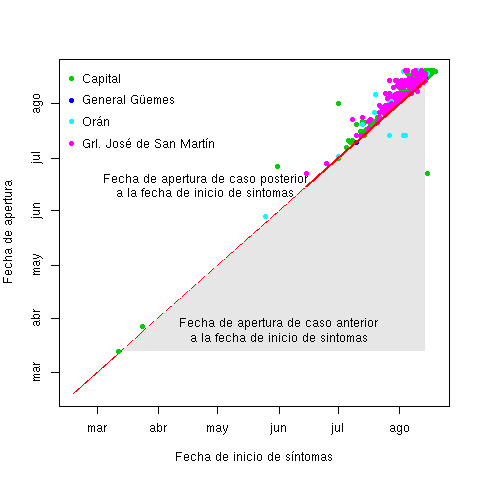 Capital
General Güemes
Orán
Grl. José de San Martín
Fecha de apertura de caso posterior
a la fecha de inicio de sintomas
Fecha de apertura de caso anterior
a la fecha de inicio de sintomas
Fecha de apertura
mar
abr
may
jun
jul
ago
mar
abr
may
jun
jul
ago
Fecha de inicio de síntomas